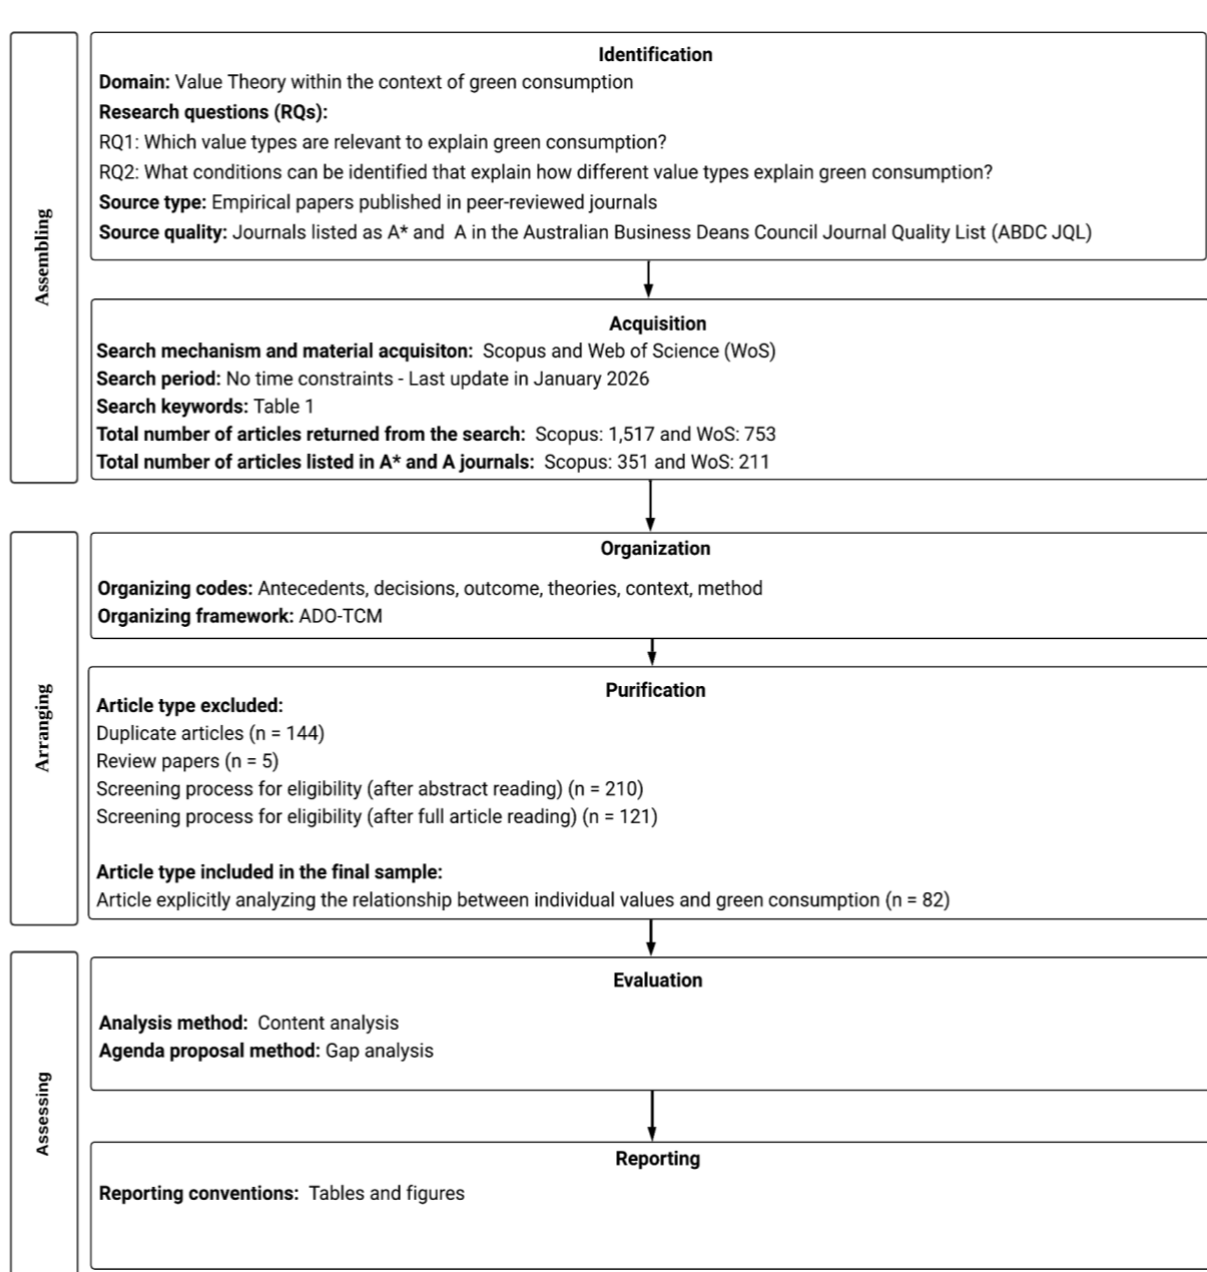 Assembling
Identification
Domain: Value Theory within the context of green consumption
Research questions (RQs):
RQ1: Which value types are relevant to explain green consumption?
RQ2: What conditions can be identified that explain how different value types explain green consumption?
Source type: Empirical papers published in peer-reviewed journals
Source quality: Journals listed as A* and A in the Australian Business Deans Council Journal Quality List (ABDC JQL)
Acquisition
Search mechanism and material acquisiton: Scopus and Web of Science (WoS)
Search period: No time constraints - Last update in January 2026
Search keywords: Table 1
Total number of articles returned from the search: Scopus: 1,517 and WoS: 753
Total number of articles listed in A* and A journals: Scopus: 351 and WoS: 211
Arranging
Organization
Organizing codes: Antecedents, decisions, outcome, theories, context, method
Organizing framework: ADO-TCM
Purification
Article type excluded:
Duplicate articles (n = 144)
Review papers (n = 5)
Screening process for eligibility (after abstract reading) (n = 210)
Screening process for eligibility (after full article reading) (n = 121)
Article type included in the final sample:
Article explicitly analyzing the relationship between individual values and green consumption (n = 82)
Assessing
Evaluation
Analysis method: Content analysis
Agenda proposal method: Gap analysis
Reporting
Reporting conventions: Tables and figures